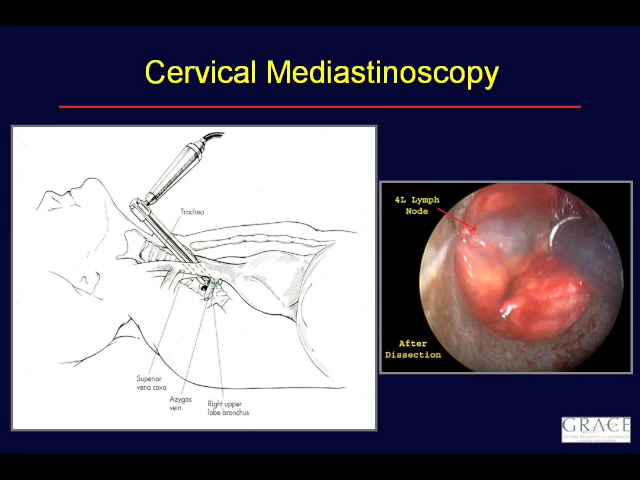 Cervical Mediastinoscopy
Trachea
4L Lymph
Node
After
Dissection
Superior
vena cava
Azygos
vein
Right upper
lobe bronchus
GRACE